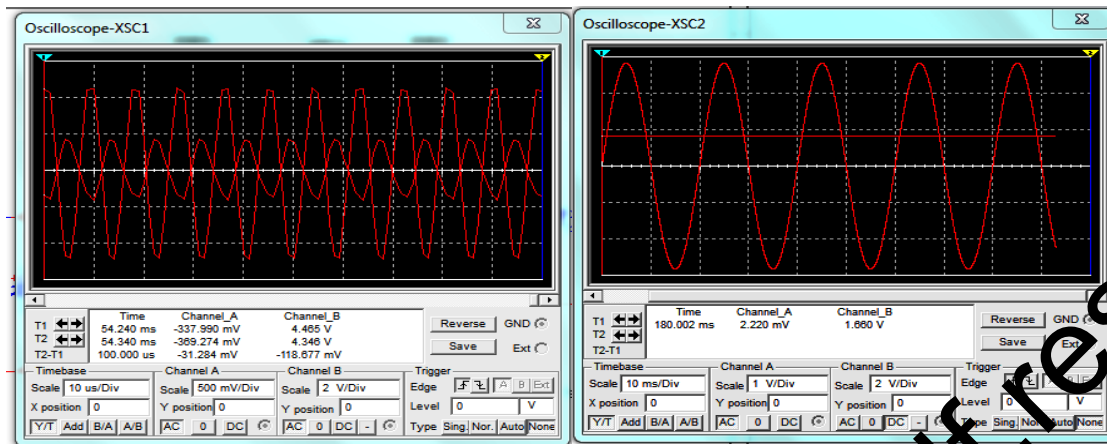 Oscilloscope-XSC1
T1
T2
T2-T1
Time Channel_A Channel_B
54.240 ms -337.990 mV 4.465 V
54.340 ms -369.274 mV 4.346 V
100.000 us -31.284 mV -118.677 mV
Reverse
Save
GND
Ext
Timebase
Scale 10 us/Div
X position 0
Y/T Add B/A A/B
Channel A
Scale 500 mV/Div
Y position 0
AC 0 DC
Channel B
Scale 2 V/Div
Y position 0
AC 0 DC -
Trigger
Edge A B Ext
Level 0 V
Type Sing. Nor. Auto None
Oscilloscope-XSC2
T1
T2
T2-T1
Time Channel_A Channel_B
180.002 ms 2.220 mV 1.660 V
Reverse
Save
GND
Ext
Timebase
Scale 10 ms/Div
X position 0
Y/T Add B/A A/B
Channel A
Scale 1 V/Div
Y position 0
AC 0 DC
Channel B
Scale 2 V/Div
Y position 0
AC 0 DC -
Trigger
Edge
Level 0 V
Type Sing. Nor. Auto None